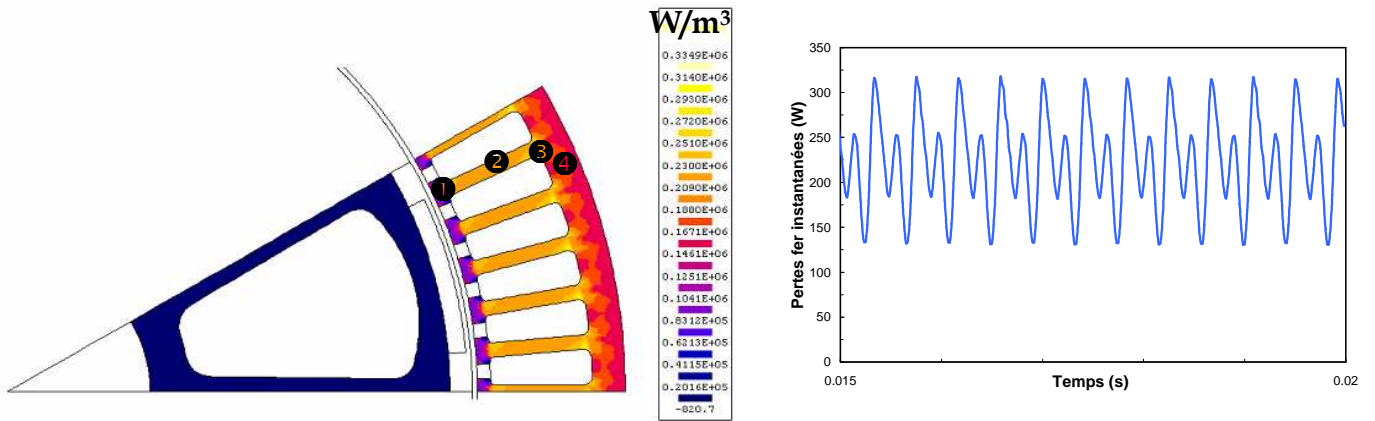 W/m³
0.3349E+06
0.3140E+06
0.2930E+06
0.2720E+06
0.2510E+06
0.2300E+06
0.2090E+06
0.1880E+06
0.1671E+06
0.1461E+06
0.1251E+06
0.1041E+06
0.8312E+05
0.6213E+05
0.4115E+05
0.2016E+05
-820.7
1
2
3
4
Pertes fer instantanées (W)
350
300
250
200
150
100
50
0
0.015
0.02
Temps (s)